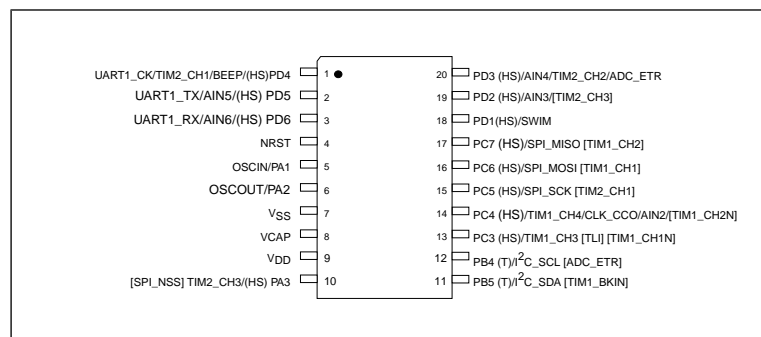 UART1_CK/TIM2_CH1/BEEP/(HS)PD4 1 20 PD3 (HS)/AIN4/TIM2_CH2/ADC_ETR
UART1_TX/AIN5/(HS) PD5 2 19 PD2 (HS)/AIN3/[TIM2_CH3]
UART1_RX/AIN6/(HS) PD6 3 18 PD1(HS)/SWIM
NRST 4 17 PC7 (HS)/SPI_MISO [TIM1_CH2]
OSCIN/PA1 5 16 PC6 (HS)/SPI_MOSI [TIM1_CH1]
OSCOUT/PA2 6 15 PC5 (HS)/SPI_SCK [TIM2_CH1]
VSS 7 14 PC4 (HS)/TIM1_CH4/CLK_CCO/AIN2/[TIM1_CH2N]
VCAP 8 13 PC3 (HS)/TIM1_CH3 [TLI] [TIM1_CH1N]
VDD 9 12 PB4 (T)/I2C_SCL [ADC_ETR]
[SPI_NSS] TIM2_CH3/(HS) PA3 10 11 PB5 (T)/I2C_SDA [TIM1_BKIN]